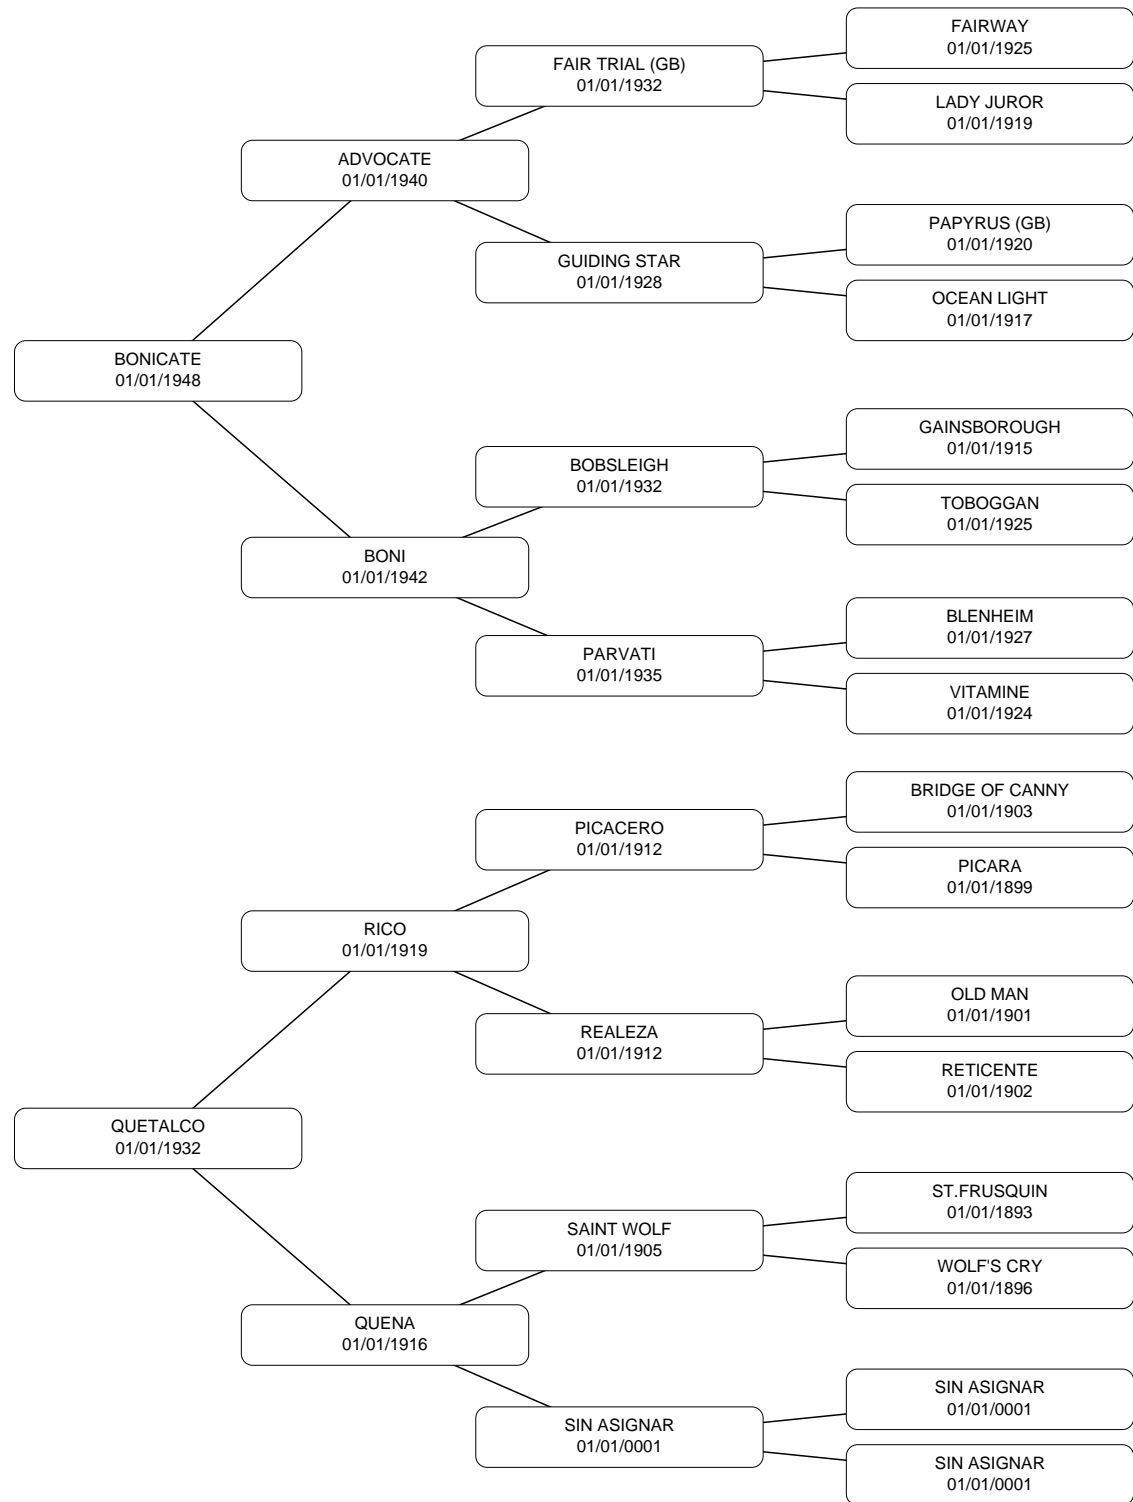 FAIRWAY
01/01/1925
FAIR TRIAL (GB)
01/01/1932
LADY JUROR
01/01/1919
ADVOCATE
01/01/1940
PAPYRUS (GB)
01/01/1920
GUIDING STAR
01/01/1928
OCEAN LIGHT
01/01/1917
BONICATE
01/01/1948
GAINSBOROUGH
01/01/1915
BOBSLEIGH
01/01/1932
TOBOGGAN
01/01/1925
BONI
01/01/1942
BLENHEIM
01/01/1927
PARVATI
01/01/1935
VITAMINE
01/01/1924
BRIDGE OF CANNY
01/01/1903
PICACERO
01/01/1912
PICARA
01/01/1899
RICO
01/01/1919
OLD MAN
01/01/1901
REALEZA
01/01/1912
RETICENTE
01/01/1902
QUETALCO
01/01/1932
ST.FRUSQUIN
01/01/1893
SAINT WOLF
01/01/1905
WOLF'S CRY
01/01/1896
QUENA
01/01/1916
SIN ASIGNAR
01/01/0001
SIN ASIGNAR
01/01/0001
SIN ASIGNAR
01/01/0001